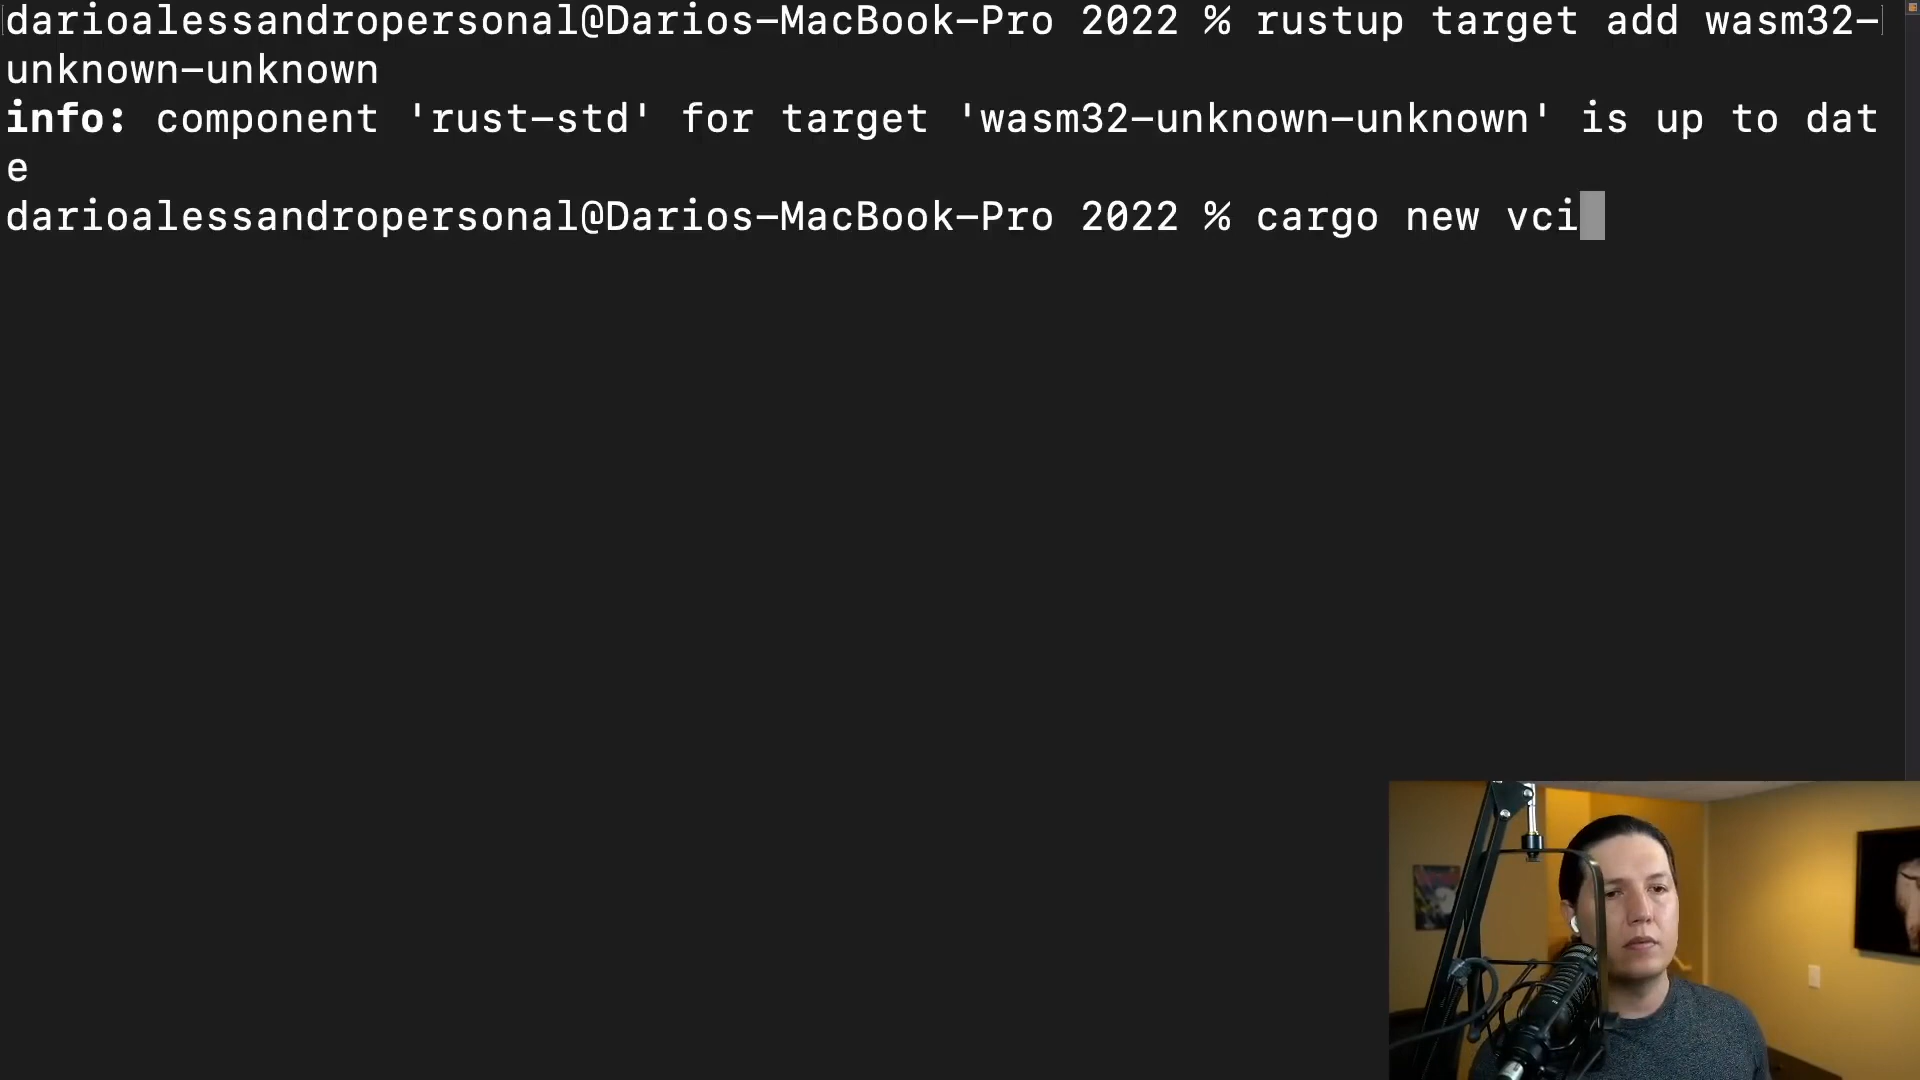 darioalessandropersonal@Darios-MacBook-Pro 2022 % rustup target add wasm32-
unknown-unknown
info: component 'rust-std' for target 'wasm32-unknown-unknown' is up to dat
e
darioalessandropersonal@Darios-MacBook-Pro 2022 % cargo new vci